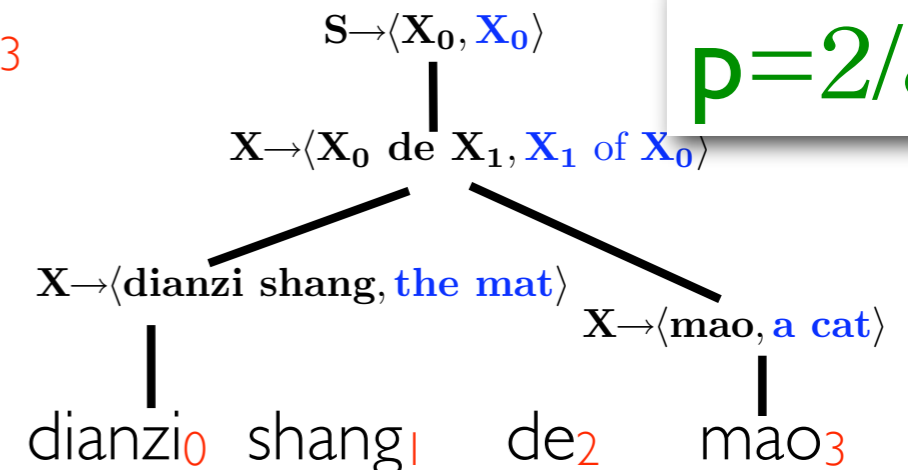 3
S→⟨X₀, X₀⟩
p=2/
X→⟨X₀ de X₁, X₁ of X₀⟩
X→⟨dianzi shang, the mat⟩
X→⟨mao, a cat⟩
dianzi₀ shang₁ de₂ mao₃